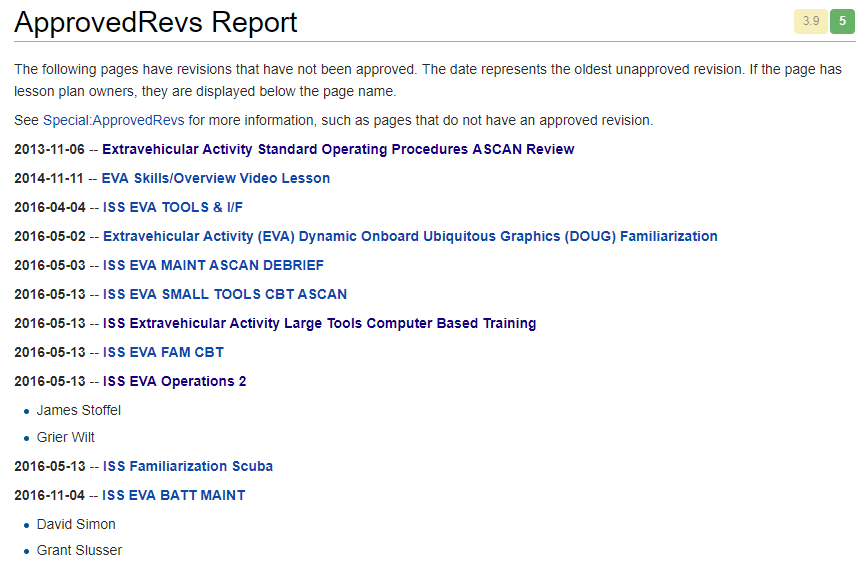 ApprovedRevs Report
3.9 5
The following pages have revisions that have not been approved. The date represents the oldest unapproved revision. If the page has
lesson plan owners, they are displayed below the page name.
See Special:ApprovedRevs for more information, such as pages that do not have an approved revision.
2013-11-06 -- Extravehicular Activity Standard Operating Procedures ASCAN Review
2014-11-11 -- EVA Skills/Overview Video Lesson
2016-04-04 -- ISS EVA TOOLS & I/F
2016-05-02 -- Extravehicular Activity (EVA) Dynamic Onboard Ubiquitous Graphics (DOUG) Familiarization
2016-05-03 -- ISS EVA MAINT ASCAN DEBRIEF
2016-05-13 -- ISS EVA SMALL TOOLS CBT ASCAN
2016-05-13 -- ISS Extravehicular Activity Large Tools Computer Based Training
2016-05-13 -- ISS EVA FAM CBT
2016-05-13 -- ISS EVA Operations 2
• James Stoffel
• Grier Wilt
2016-05-13 -- ISS Familiarization Scuba
2016-11-04 -- ISS EVA BATT MAINT
• David Simon
• Grant Slusser